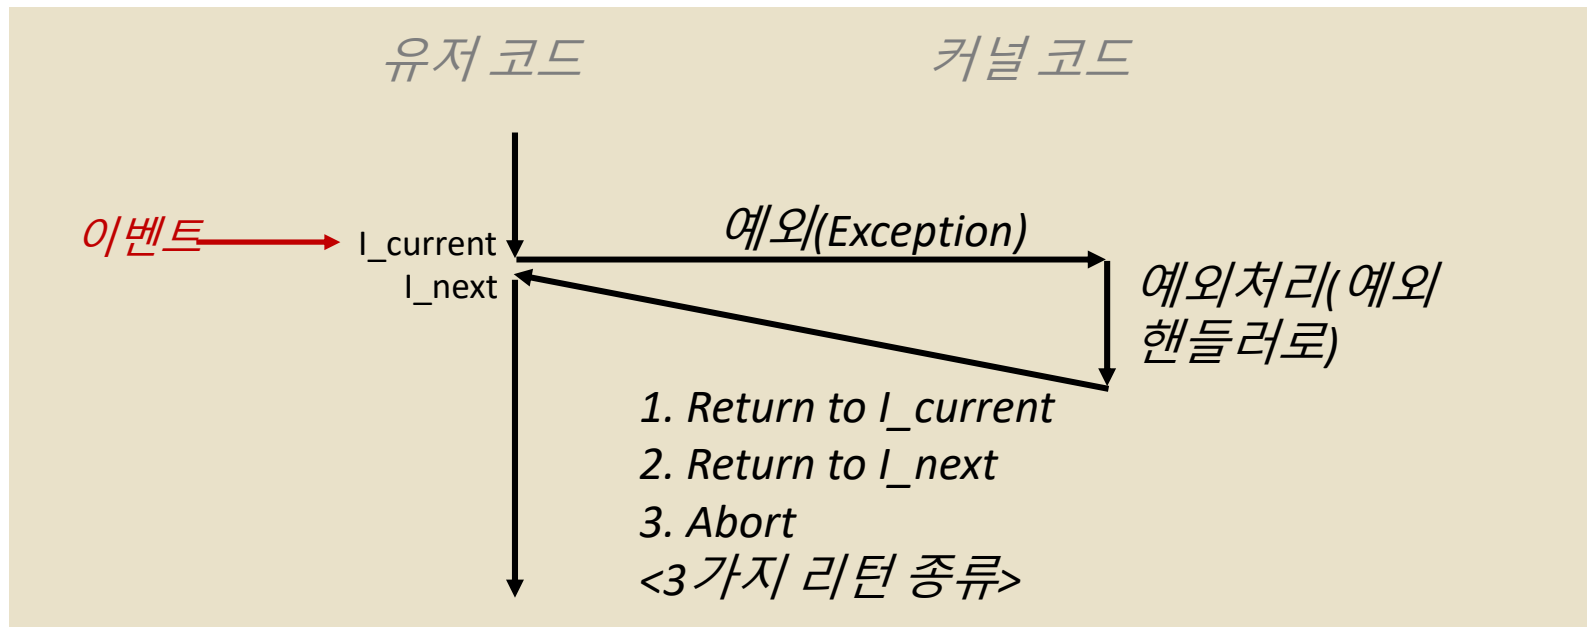 유저 코드
커널 코드
이벤트
I_current
예외(Exception)
I_next
예외처리(예외
핸들러로)
1. Return to I_current
2. Return to I_next
3. Abort
<3가지 리턴 종류>